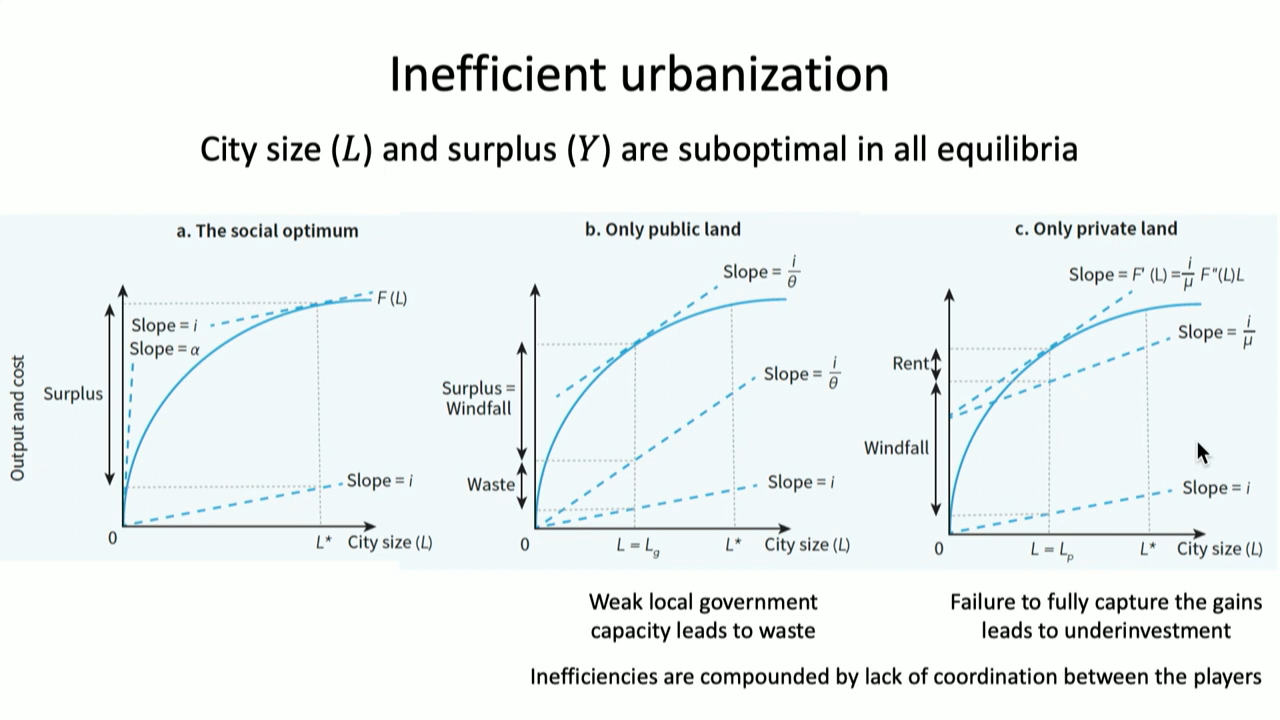 Inefficient urbanization
City size (L) and surplus (Y) are suboptimal in all equilibria
a. The social optimum
Output and cost
F (L)
Slope = i
Slope = α
Surplus
Slope = i
0
L*
City size (L)
b. Only public land
Slope = i/θ
Surplus =
Windfall
Slope = i/θ
Waste
Slope = i
0
L = Lg
L*
City size (L)
c. Only private land
Slope = F' (L) = i/μ F"(L)L
Slope = i/μ
Rent
Windfall
Slope = i
0
L = Lp
L*
City size (L)
Weak local government
capacity leads to waste
Failure to fully capture the gains
leads to underinvestment
Inefficiencies are compounded by lack of coordination between the players